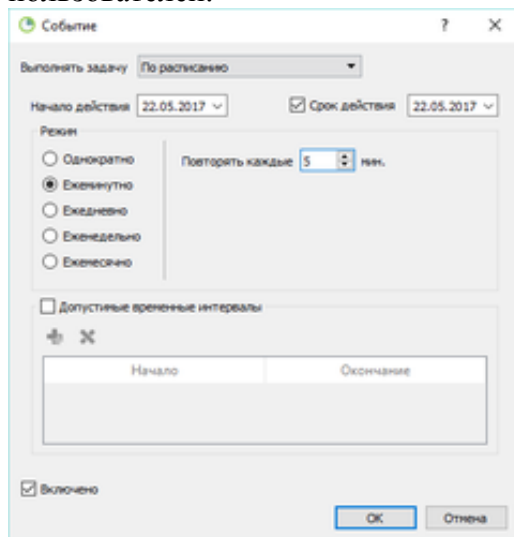 Событие ? ×
Выполнять задачу По расписанию
Начало действия 22.05.2017 Срок действия 22.05.2017
Режим
Однократно Повторять каждые 5 мин.
Ежеминутно
Ежедневно
Еженедельно
Ежемесячно
Допустимые временные интервалы
Начало Окончание
Включено
OK Отмена